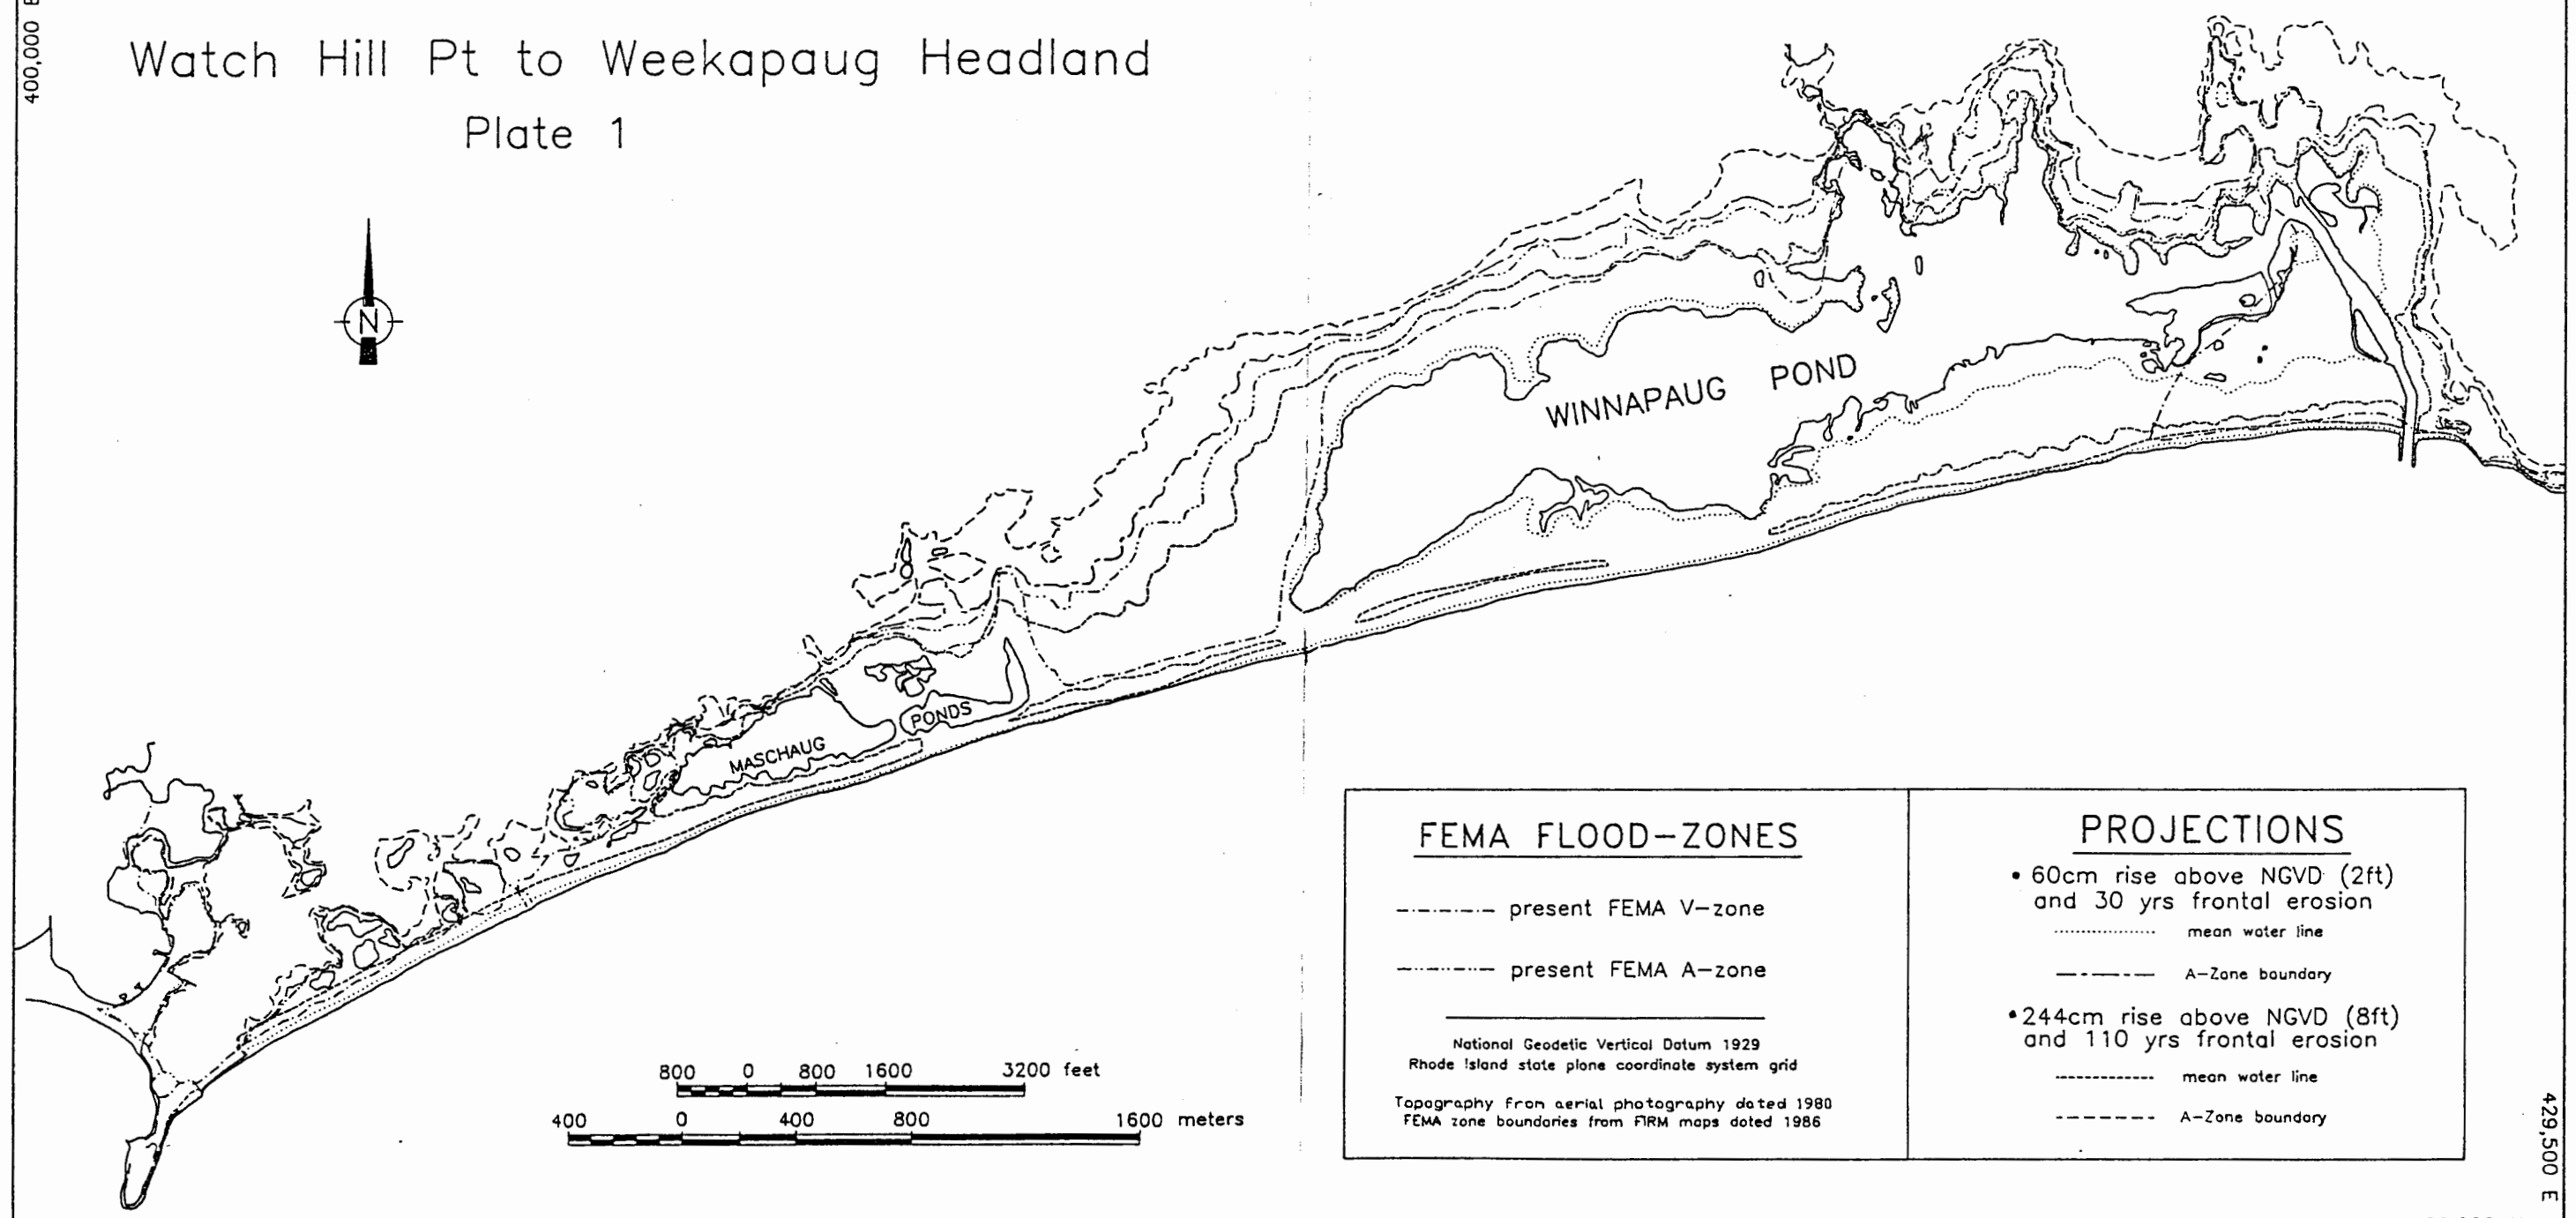 400,000 E
Watch Hill Pt to Weekapaug Headland
Plate 1
N
WINNAPAUG POND
PONDS
MASCHAUG
FEMA FLOOD-ZONES
present FEMA V-zone
present FEMA A-zone
National Geodetic Vertical Datum 1929
Rhode Island state plane coordinate system grid
Topography from aerial photography dated 1980
FEMA zone boundaries from FIRM maps dated 1986
PROJECTIONS
• 60cm rise above NGVD (2ft)
and 30 yrs frontal erosion
mean water line
A-Zone boundary
• 244cm rise above NGVD (8ft)
and 110 yrs frontal erosion
mean water line
A-Zone boundary
800 0 800 1600 3200 feet
400 0 400 800 1600 meters
429,500 E